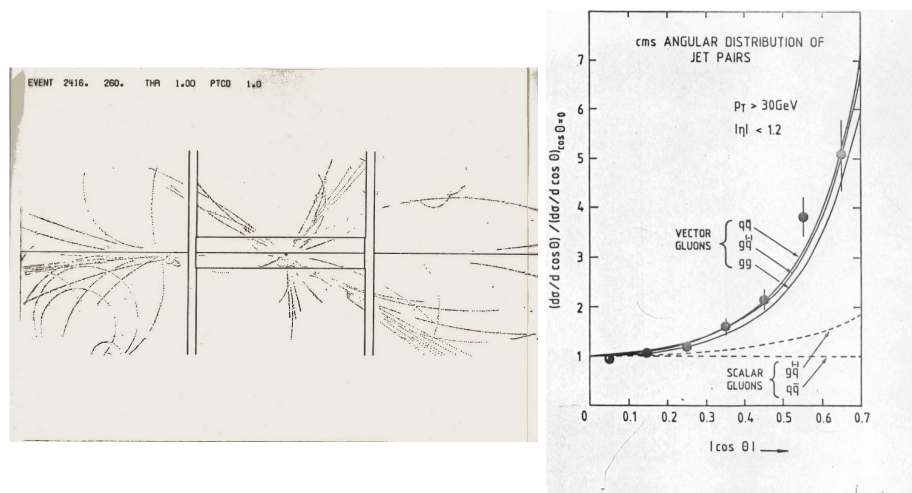 EVENT 2416. 260. THR 1.00 PTCD 1.0
cms ANGULAR DISTRIBUTION OF
JET PAIRS
pT > 30GeV
|η| < 1.2
(dσ/d cos θ) / (dσ/d cos θ)cos θ=0
7
6
5
4
3
2
1
0
0.1
0.2
0.3
0.4
0.5
0.6
0.7
VECTOR
GLUONS
qq̄
gq⁽¯⁾
gg
SCALAR
GLUONS
gq⁽¯⁾
qq̄
|cos θ|